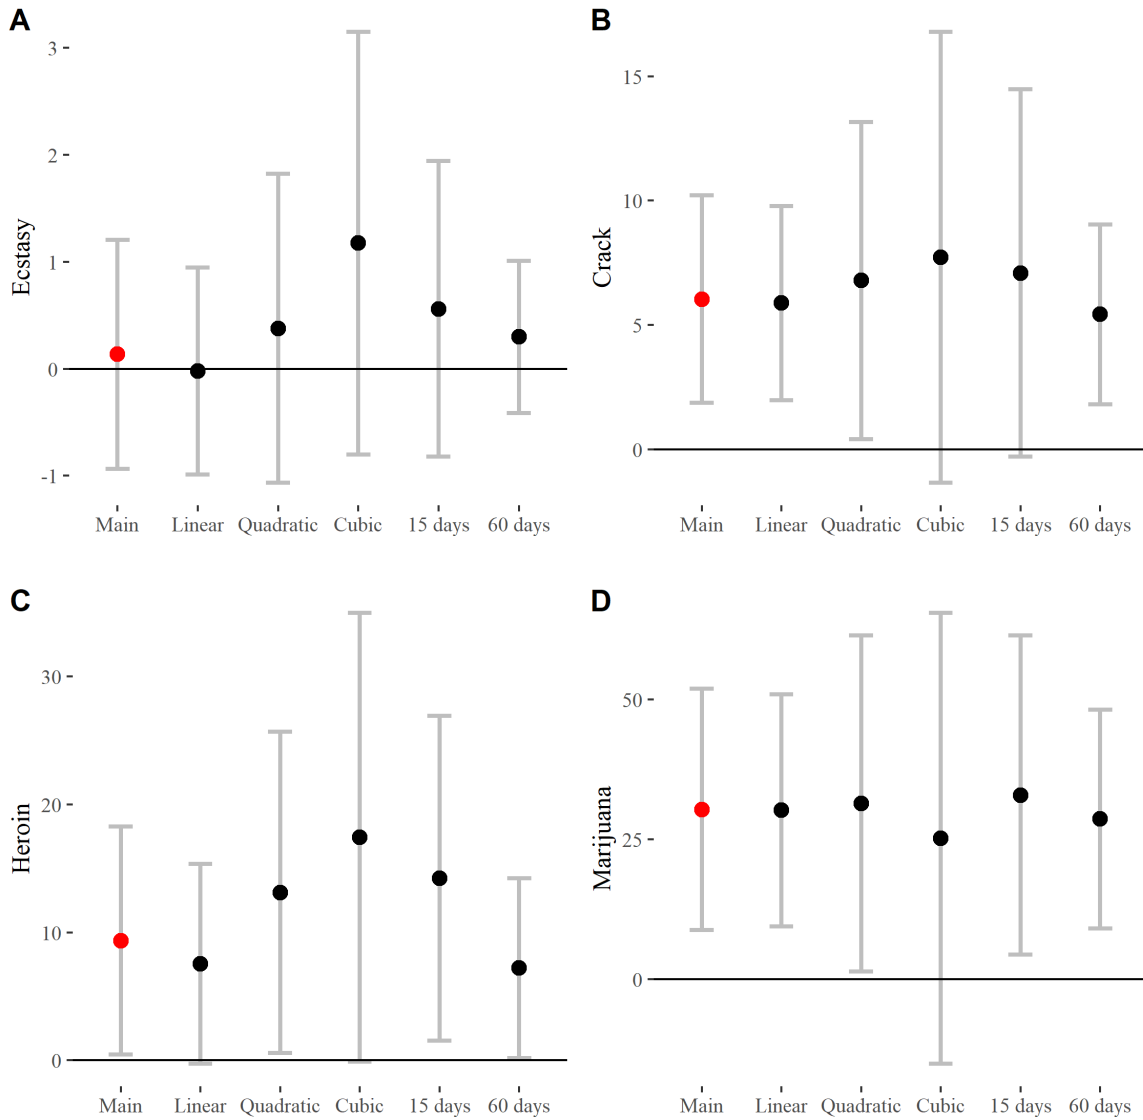 A
Ecstasy
3
2
1
0
-1
Main Linear Quadratic Cubic 15 days 60 days
B
Crack
15
10
5
0
Main Linear Quadratic Cubic 15 days 60 days
C
Heroin
30
20
10
0
Main Linear Quadratic Cubic 15 days 60 days
D
Marijuana
50
25
0
Main Linear Quadratic Cubic 15 days 60 days